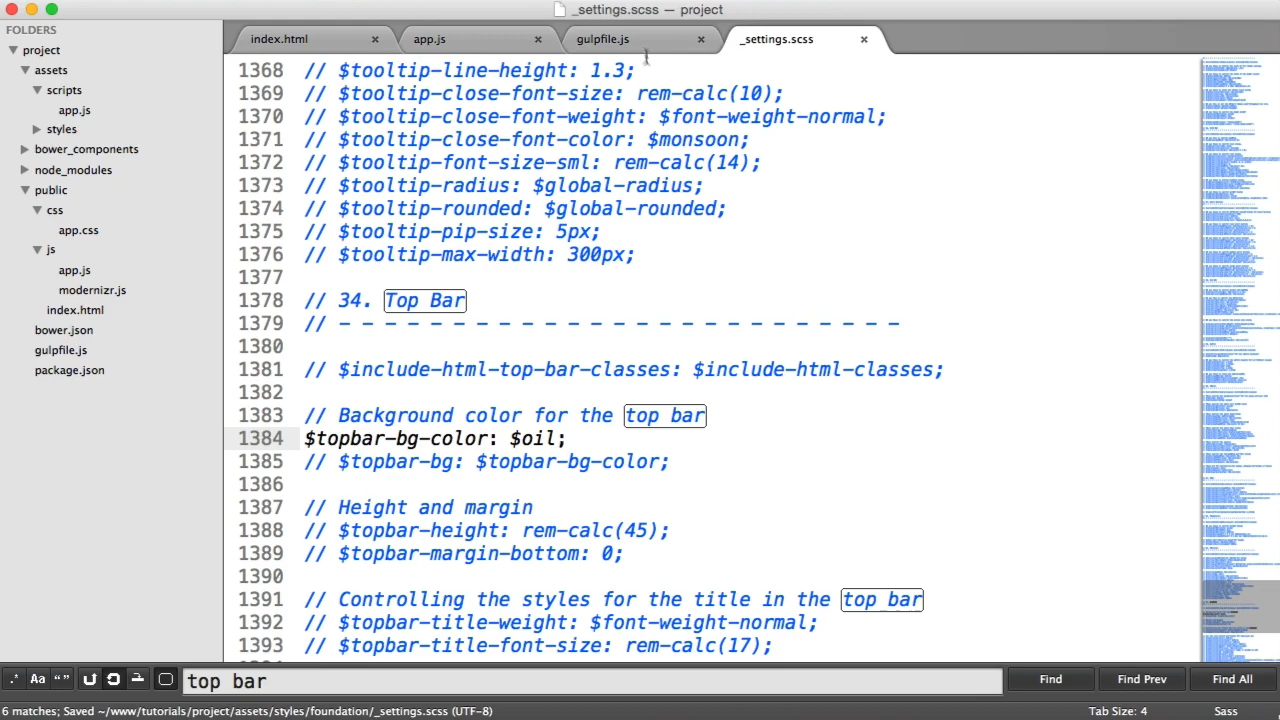 _settings.scss — project
FOLDERS
project
assets
scripts
app.js
styles
bower_components
node_modules
public
css
app.css
js
app.js
modernizr.js
index.html
bower.json
gulpfile.js
package.json
index.html ×
app.js ×
gulpfile.js ×
_settings.scss ×
1368 // $tooltip-line-height: 1.3;
1369 // $tooltip-close-font-size: rem-calc(10);
1370 // $tooltip-close-font-weight: $font-weight-normal;
1371 // $tooltip-close-font-color: $monsoon;
1372 // $tooltip-font-size-sml: rem-calc(14);
1373 // $tooltip-radius: $global-radius;
1374 // $tooltip-rounded: $global-rounded;
1375 // $tooltip-pip-size: 5px;
1376 // $tooltip-max-width: 300px;
1377
1378 // 34. Top Bar
1379 // - - - - - - - - - - - - - - - - - - - - - - - - -
1380
1381 // $include-html-top-bar-classes: $include-html-classes;
1382
1383 // Background color for the top bar
1384 $topbar-bg-color: $oil;
1385 // $topbar-bg: $topbar-bg-color;
1386
1387 // Height and margin
1388 // $topbar-height: rem-calc(45);
1389 // $topbar-margin-bottom: 0;
1390
1391 // Controlling the styles for the title in the top bar
1392 // $topbar-title-weight: $font-weight-normal;
1393 // $topbar-title-font-size: rem-calc(17);
.* Aa “ ” top bar Find Find Prev Find All
6 matches; Saved ~/www/tutorials/project/assets/styles/foundation/_settings.scss (UTF-8) Tab Size: 4 Sass